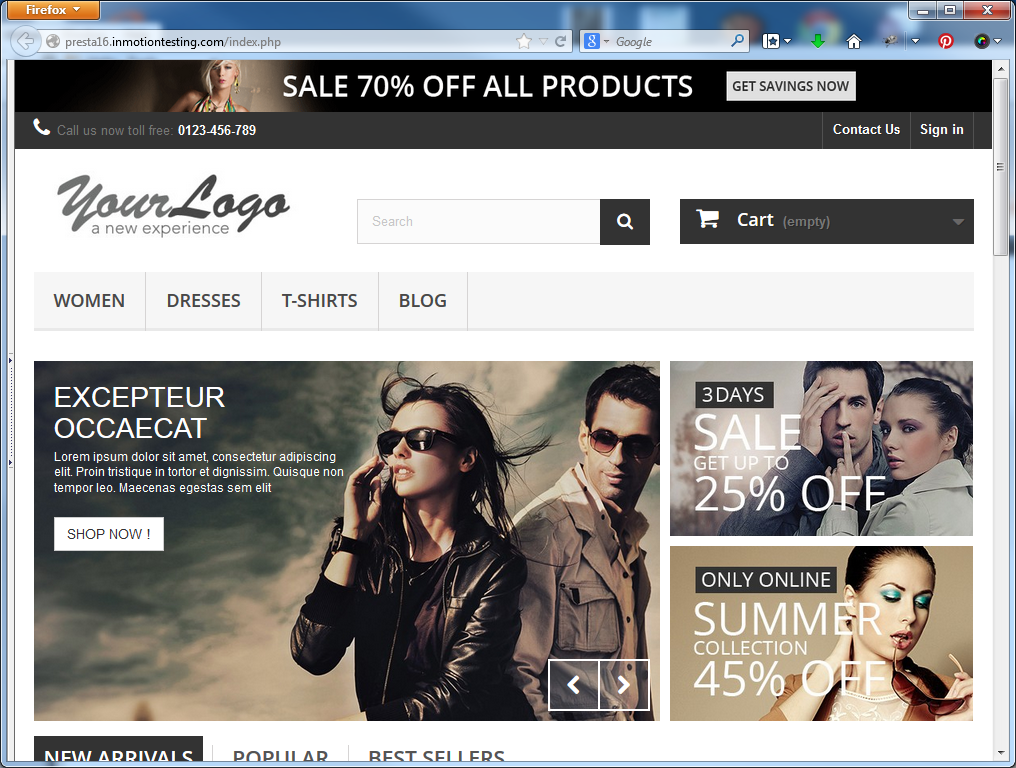 Firefox
presta16.inmotiontesting.com/index.php
Google
SALE 70% OFF ALL PRODUCTS
GET SAVINGS NOW
Call us now toll free: 0123-456-789
Contact Us
Sign in
YourLogo
a new experience
Search
Cart (empty)
WOMEN
DRESSES
T-SHIRTS
BLOG
EXCEPTEUR
OCCAECAT
Lorem ipsum dolor sit amet, consectetur adipiscing
elit. Proin tristique in tortor et dignissim. Quisque non
tempor leo. Maecenas egestas sem elit
SHOP NOW !
3DAYS
SALE
GET UP TO
25% OFF
ONLY ONLINE
SUMMER
COLLECTION
45% OFF
NEW ARRIVALS
POPULAR
BEST SELLERS